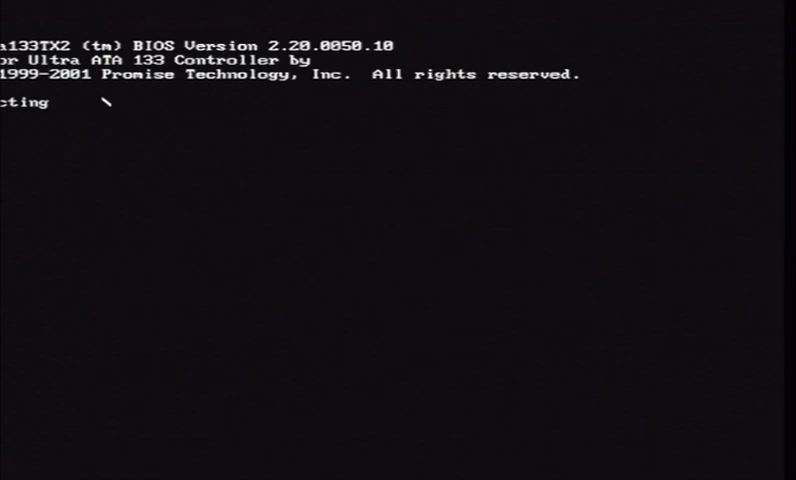 a133TX2 (tm) BIOS Version 2.20.0050.10
or Ultra ATA 133 Controller by
1999-2001 Promise Technology, Inc. All rights reserved.
cting \